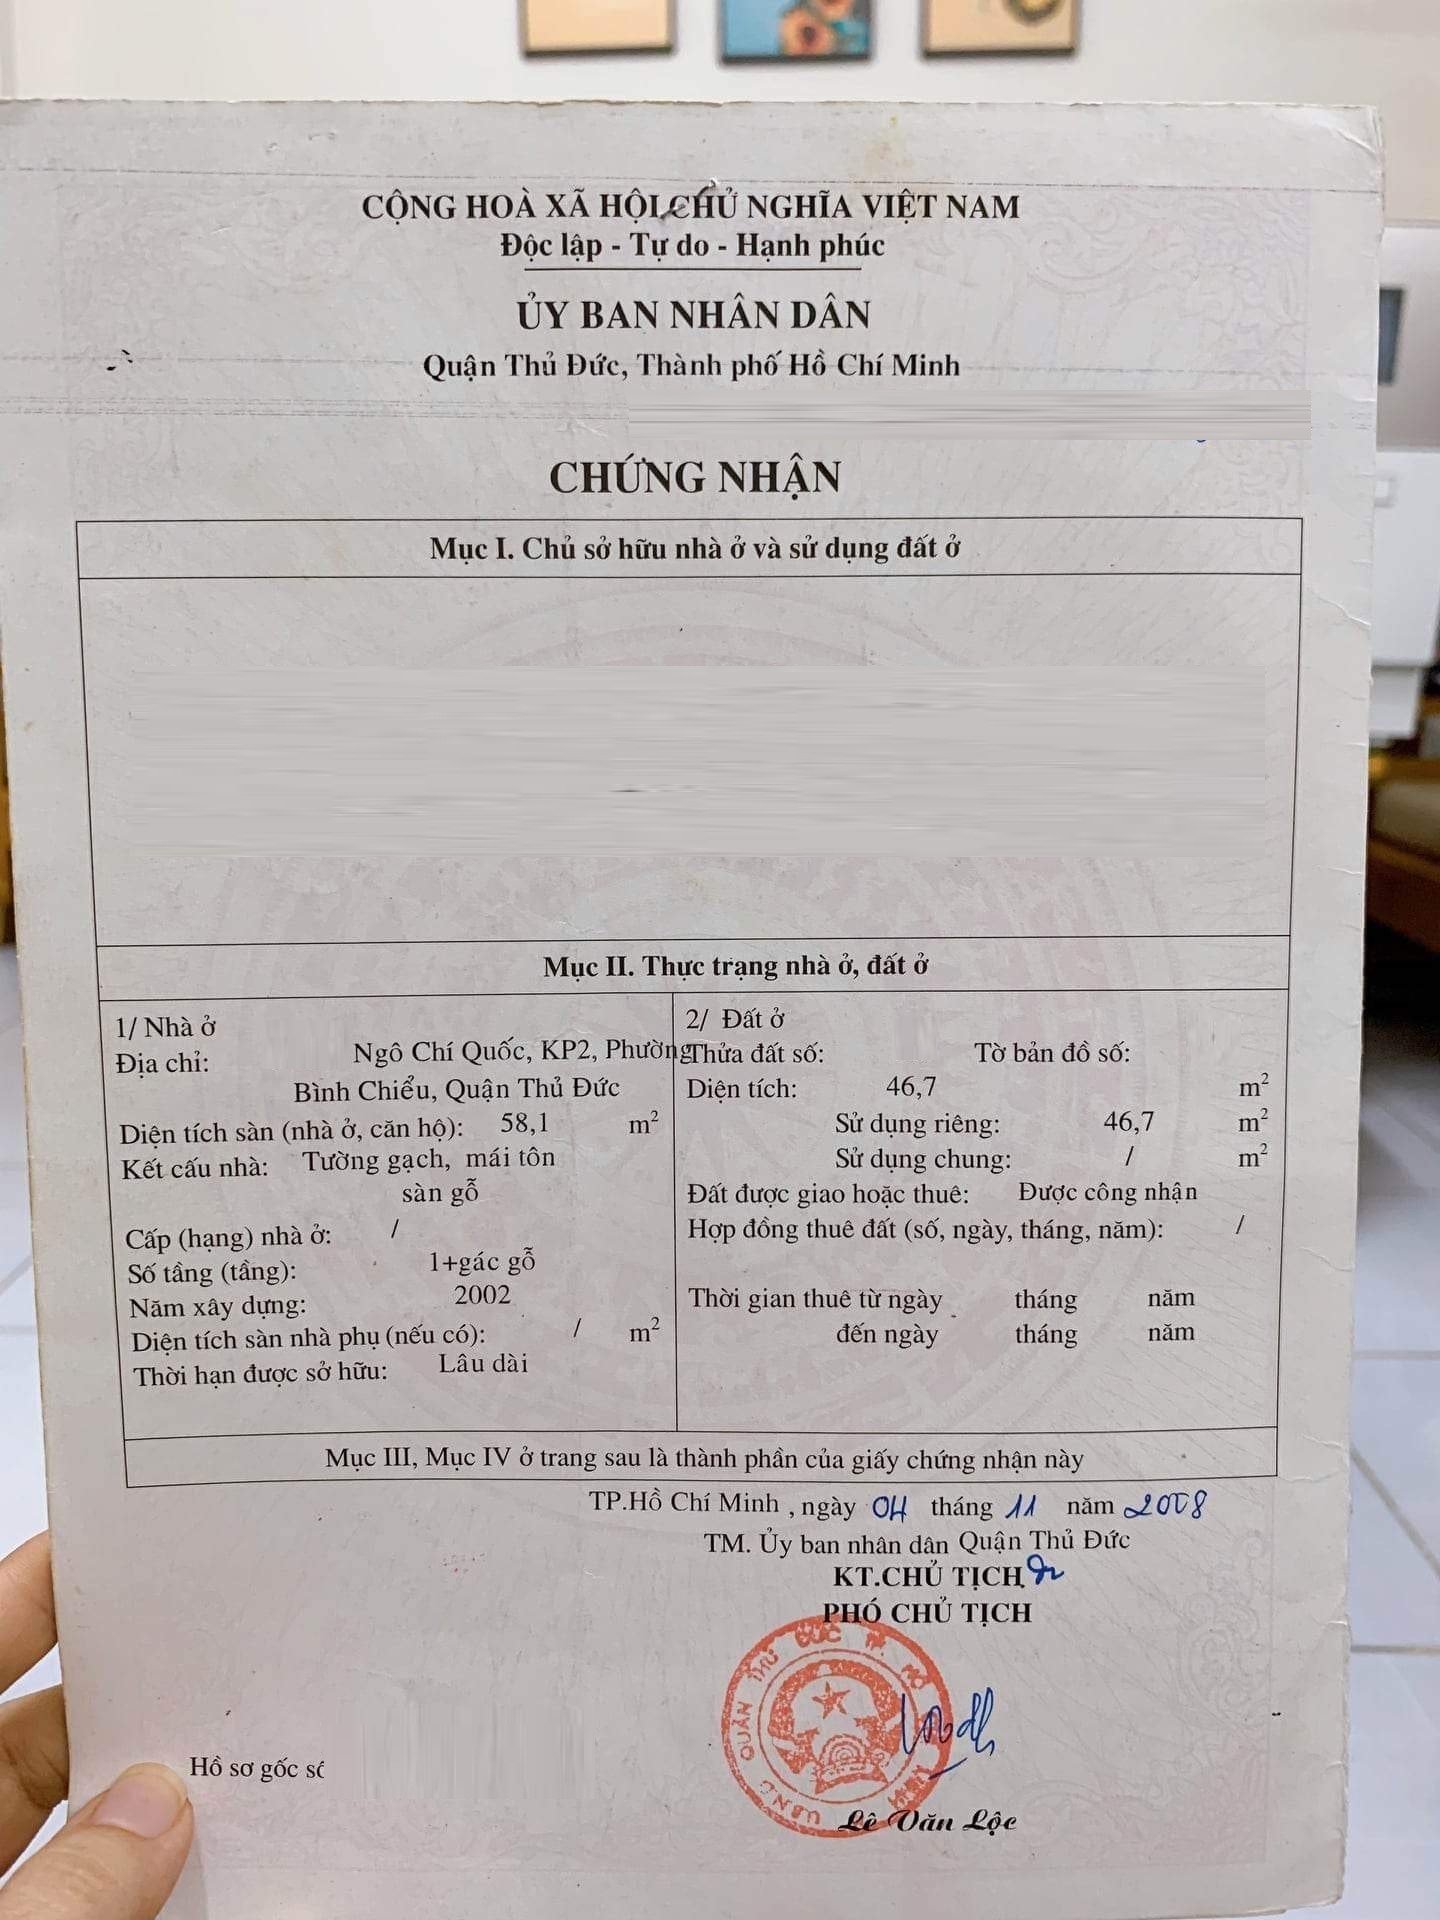 CỘNG HOÀ XÃ HỘI CHỦ NGHĨA VIỆT NAM
Độc lập - Tự do - Hạnh phúc
ỦY BAN NHÂN DÂN
Quận Thủ Đức, Thành phố Hồ Chí Minh
CHỨNG NHẬN
Mục I. Chủ sở hữu nhà ở và sử dụng đất ở
Mục II. Thực trạng nhà ở, đất ở
1/ Nhà ở
Địa chỉ: Ngô Chí Quốc, KP2, Phường
Bình Chiểu, Quận Thủ Đức
Diện tích sàn (nhà ở, căn hộ): 58,1 m²
Kết cấu nhà: Tường gạch, mái tôn
sàn gỗ
Cấp (hạng) nhà ở: /
Số tầng (tầng): 1+gác gỗ
Năm xây dựng: 2002
Diện tích sàn nhà phụ (nếu có): / m²
Thời hạn được sở hữu: Lâu dài
2/ Đất ở
Thửa đất số: Tờ bản đồ số:
Diện tích: 46,7 m²
Sử dụng riêng: 46,7 m²
Sử dụng chung: / m²
Đất được giao hoặc thuê: Được công nhận
Hợp đồng thuê đất (số, ngày, tháng, năm): /
Thời gian thuê từ ngày tháng năm
đến ngày tháng năm
Mục III, Mục IV ở trang sau là thành phần của giấy chứng nhận này
TP.Hồ Chí Minh , ngày 04 tháng 11 năm 2008
TM. Ủy ban nhân dân Quận Thủ Đức
KT.CHỦ TỊCH
PHÓ CHỦ TỊCH
UBND QUẬN THỦ ĐỨC TP. HỒ
Lê Văn Lộc
Hồ sơ gốc số